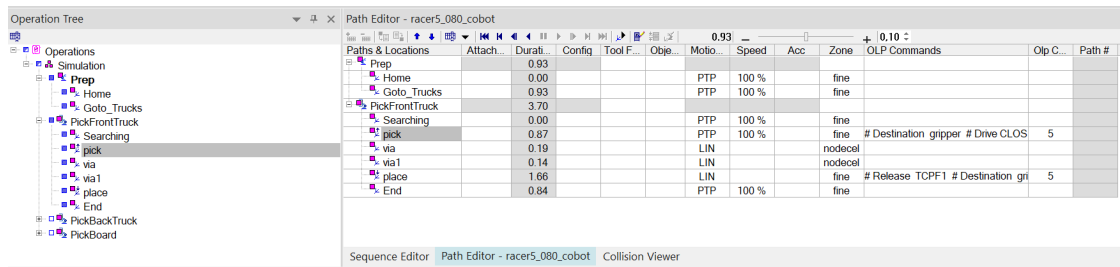 Operation Tree
Operations
Simulation
Prep
Home
Goto_Trucks
PickFrontTruck
Searching
pick
via
via1
place
End
PickBackTruck
PickBoard
Path Editor - racer5_080_cobot
0.93 0,10
Paths & Locations Attach... Durati... Config Tool F... Obje... Motio... Speed Acc Zone OLP Commands Olp C... Path #
Prep 0.93
Home 0.00 PTP 100 % fine
Goto_Trucks 0.93 PTP 100 % fine
PickFrontTruck 3.70
Searching 0.00 PTP 100 % fine
pick 0.87 PTP 100 % fine # Destination gripper # Drive CLOS 5
via 0.19 LIN nodecel
via1 0.14 LIN nodecel
place 1.66 LIN fine # Release TCPF1 # Destination gri 5
End 0.84 PTP 100 % fine
Sequence Editor Path Editor - racer5_080_cobot Collision Viewer